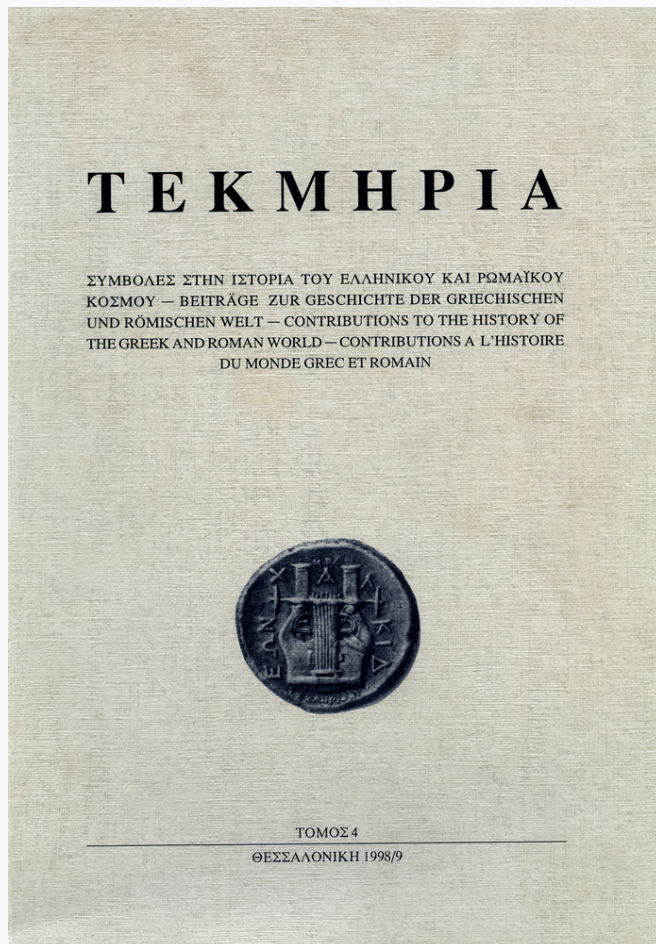 ΤΕΚΜΗΡΙΑ
ΣΥΜΒΟΛΕΣ ΣΤΗΝ ΙΣΤΟΡΙΑ ΤΟΥ ΕΛΛΗΝΙΚΟΥ ΚΑΙ ΡΩΜΑΪΚΟΥ
ΚΟΣΜΟΥ — BEITRÄGE ZUR GESCHICHTE DER GRIECHISCHEN
UND RÖMISCHEN WELT — CONTRIBUTIONS TO THE HISTORY OF
THE GREEK AND ROMAN WORLD — CONTRIBUTIONS A L'HISTOIRE
DU MONDE GREC ET ROMAIN
Χ Α Λ
ΚΙΔ
ΕΩΝ
ΤΟΜΟΣ 4
ΘΕΣΣΑΛΟΝΙΚΗ 1998/9